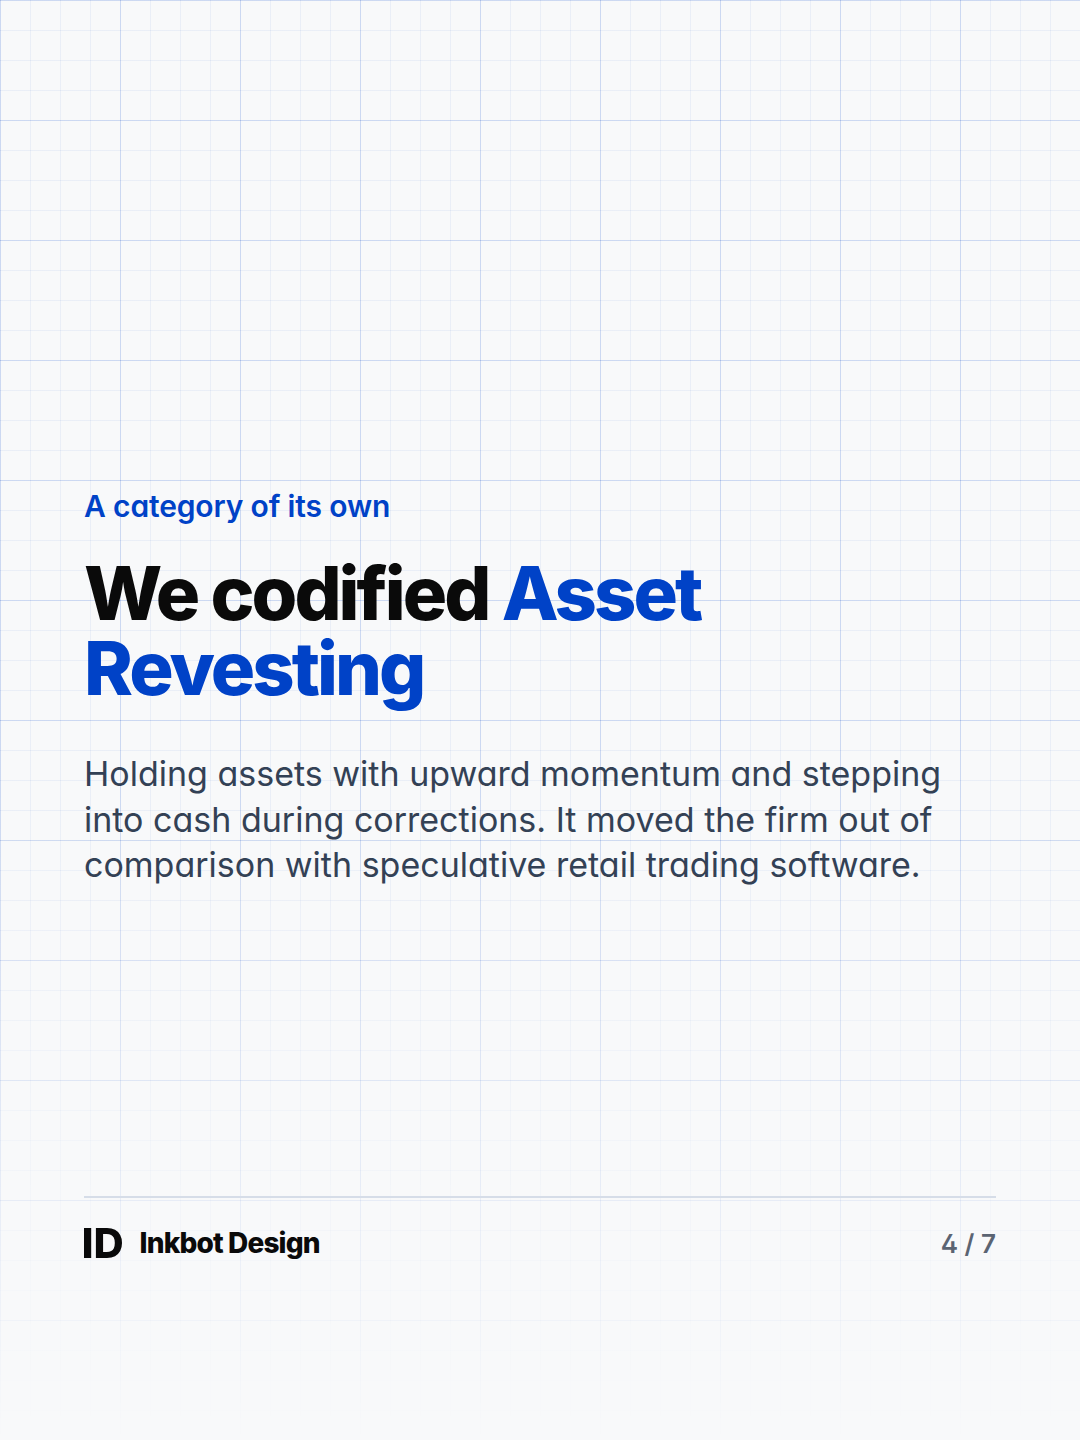 A category of its own
We codified Asset
Revesting
Holding assets with upward momentum and stepping
into cash during corrections. It moved the firm out of
comparison with speculative retail trading software.
ID Inkbot Design
4 / 7